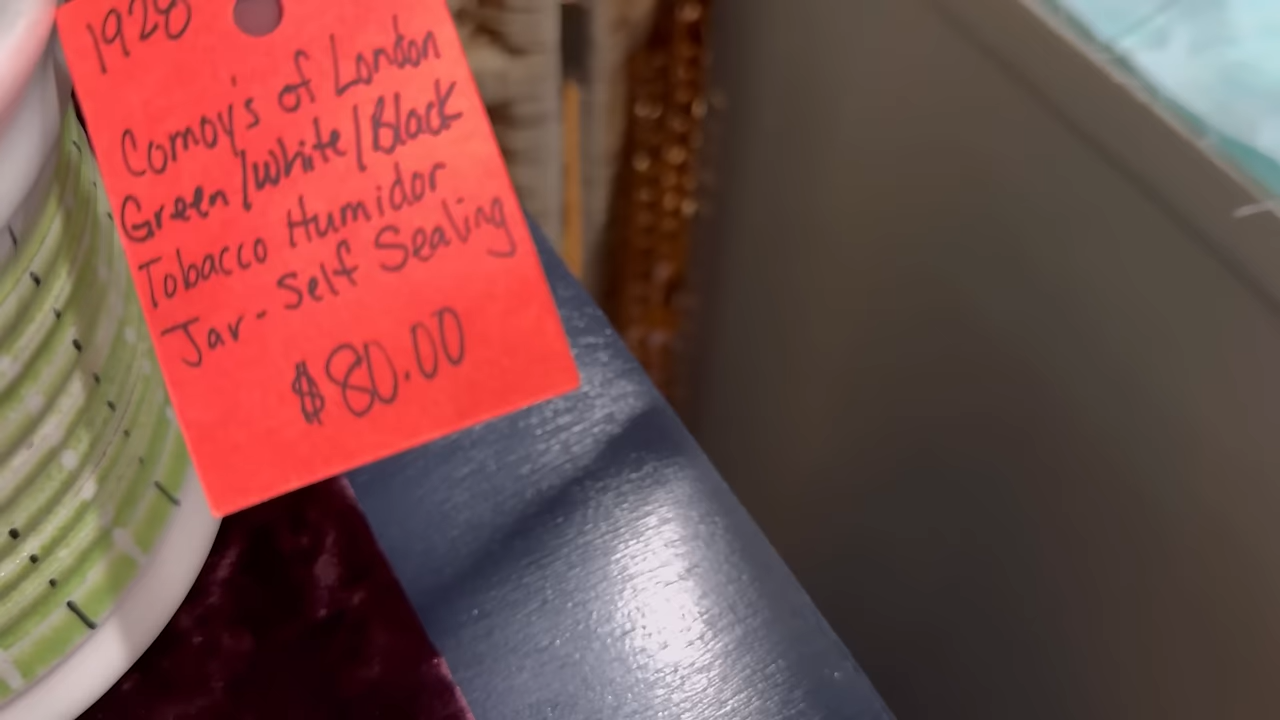 1928
Comoy's of London
Green/White/Black
Tobacco Humidor
Jar-Self Sealing
$80.00